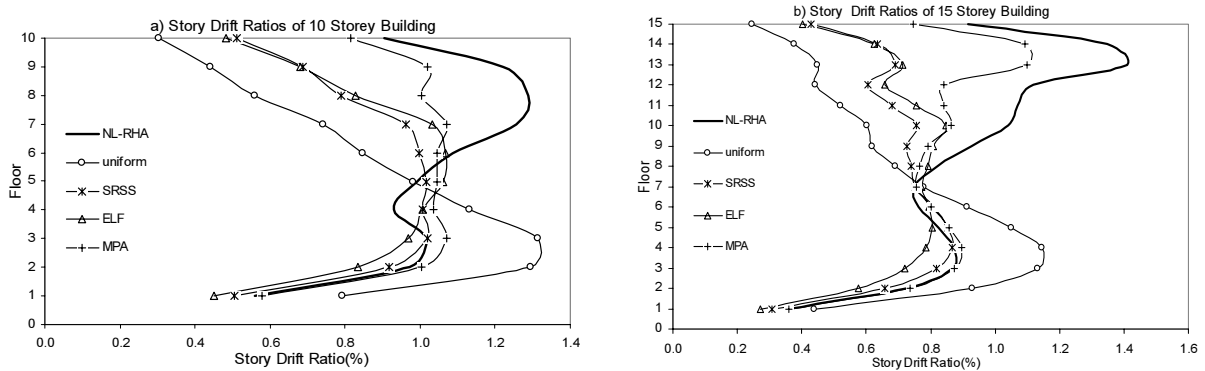 a) Story Drift Ratios of 10 Storey Building
10
9
8
7
6
5
4
3
2
1
0
Floor
NL-RHA
uniform
SRSS
ELF
MPA
0.0 0.2 0.4 0.6 0.8 1.0 1.2 1.4
Story Drift Ratio(%)
b) Story Drift Ratios of 15 Storey Building
15
14
13
12
11
10
9
8
7
6
5
4
3
2
1
0
Floor
NL-RHA
uniform
SRSS
ELF
MPA
0.0 0.2 0.4 0.6 0.8 1.0 1.2 1.4 1.6
Story Drift Ratio(%)